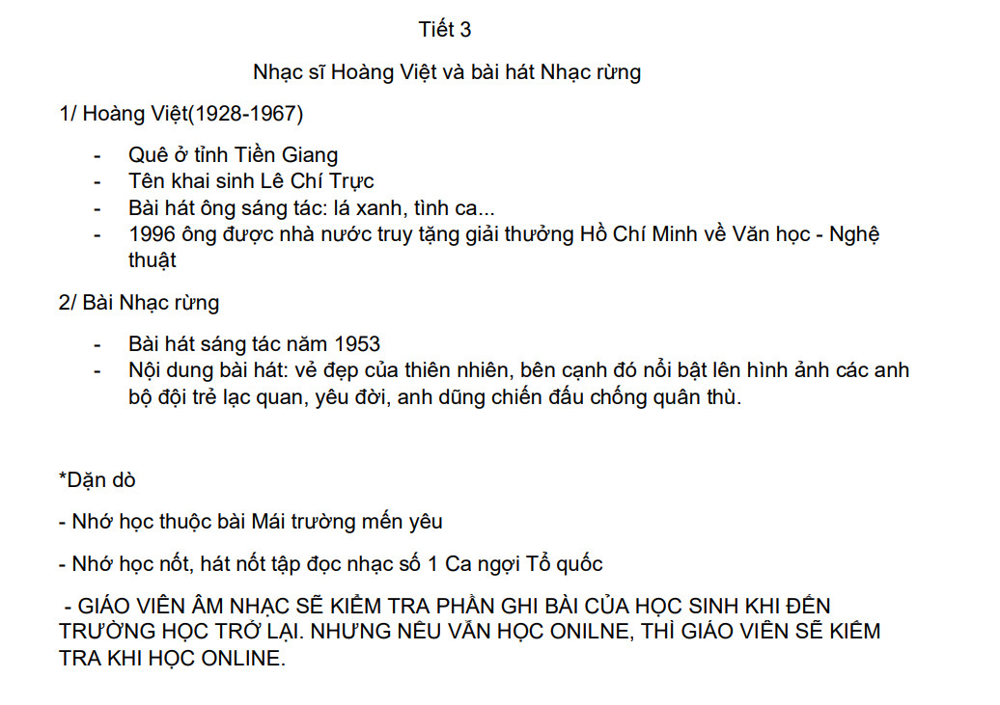 Tiết 3
Nhạc sĩ Hoàng Việt và bài hát Nhạc rừng
1/ Hoàng Việt(1928-1967)
- Quê ở tỉnh Tiền Giang
- Tên khai sinh Lê Chí Trực
- Bài hát ông sáng tác: lá xanh, tình ca...
- 1996 ông được nhà nước truy tặng giải thưởng Hồ Chí Minh về Văn học - Nghệ
thuật
2/ Bài Nhạc rừng
- Bài hát sáng tác năm 1953
- Nội dung bài hát: vẻ đẹp của thiên nhiên, bên cạnh đó nổi bật lên hình ảnh các anh
bộ đội trẻ lạc quan, yêu đời, anh dũng chiến đấu chống quân thù.
*Dặn dò
- Nhớ học thuộc bài Mái trường mến yêu
- Nhớ học nốt, hát nốt tập đọc nhạc số 1 Ca ngợi Tổ quốc
- GIÁO VIÊN ÂM NHẠC SẼ KIỂM TRA PHẦN GHI BÀI CỦA HỌC SINH KHI ĐẾN
TRƯỜNG HỌC TRỞ LẠI. NHƯNG NẾU VẪN HỌC ONILNE, THÌ GIÁO VIÊN SẼ KIỂM
TRA KHI HỌC ONLINE.